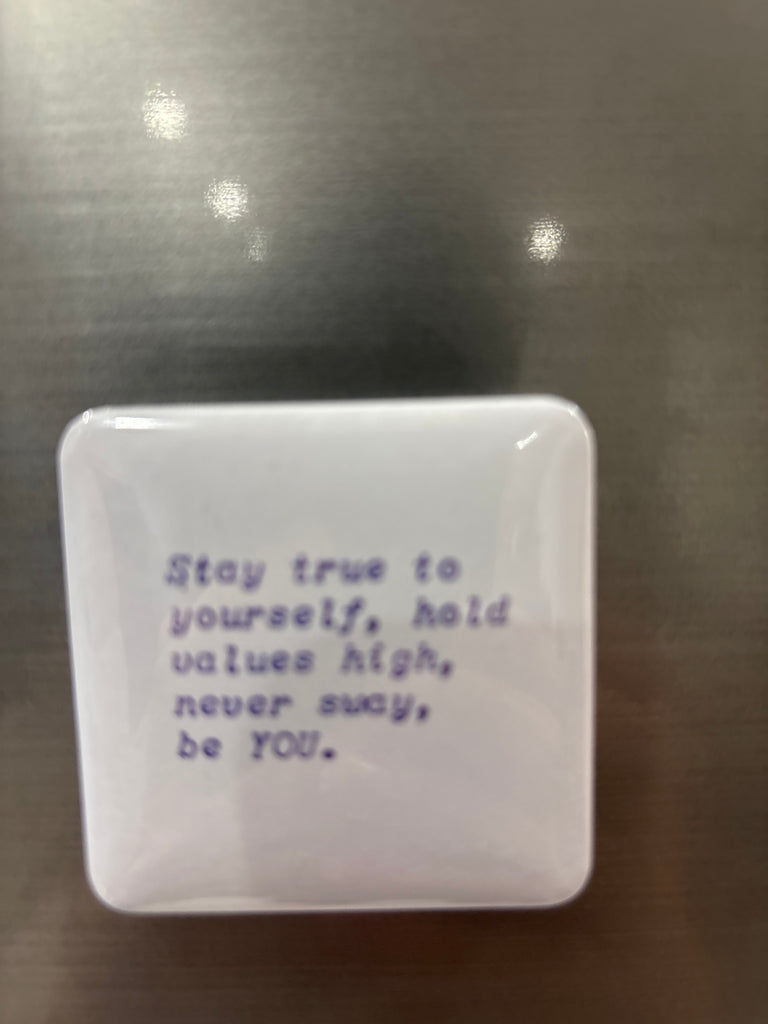 Stay true to
yourself, hold
values high,
never sway,
be YOU.